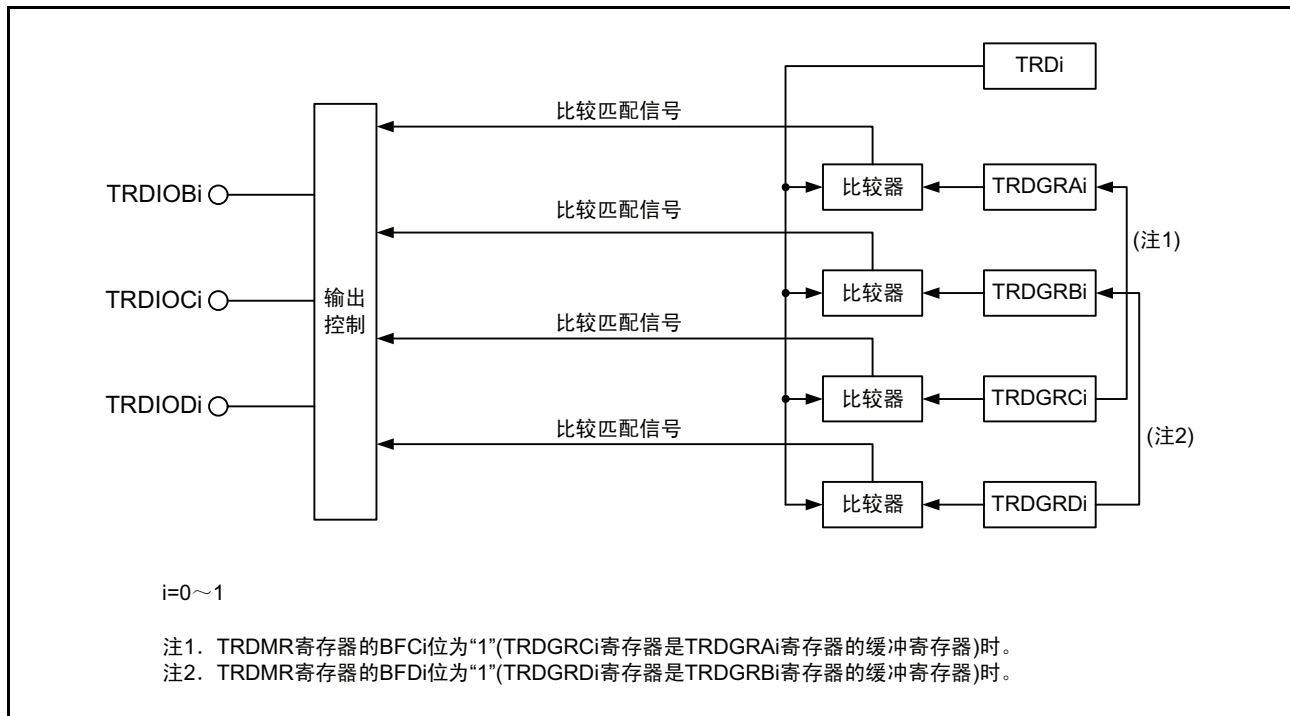 TRDi
比较匹配信号
比较器
TRDGRAi
TRDIOBi
比较匹配信号
(注1)
比较器
TRDGRBi
TRDIOCi
输出
控制
比较匹配信号
比较器
TRDGRCi
TRDIODi
比较匹配信号
(注2)
比较器
TRDGRDi
i=0～1
注1. TRDMR寄存器的BFCi位为“1”(TRDGRCi寄存器是TRDGRAi寄存器的缓冲寄存器)时。
注2. TRDMR寄存器的BFDi位为“1”(TRDGRDi寄存器是TRDGRBi寄存器的缓冲寄存器)时。